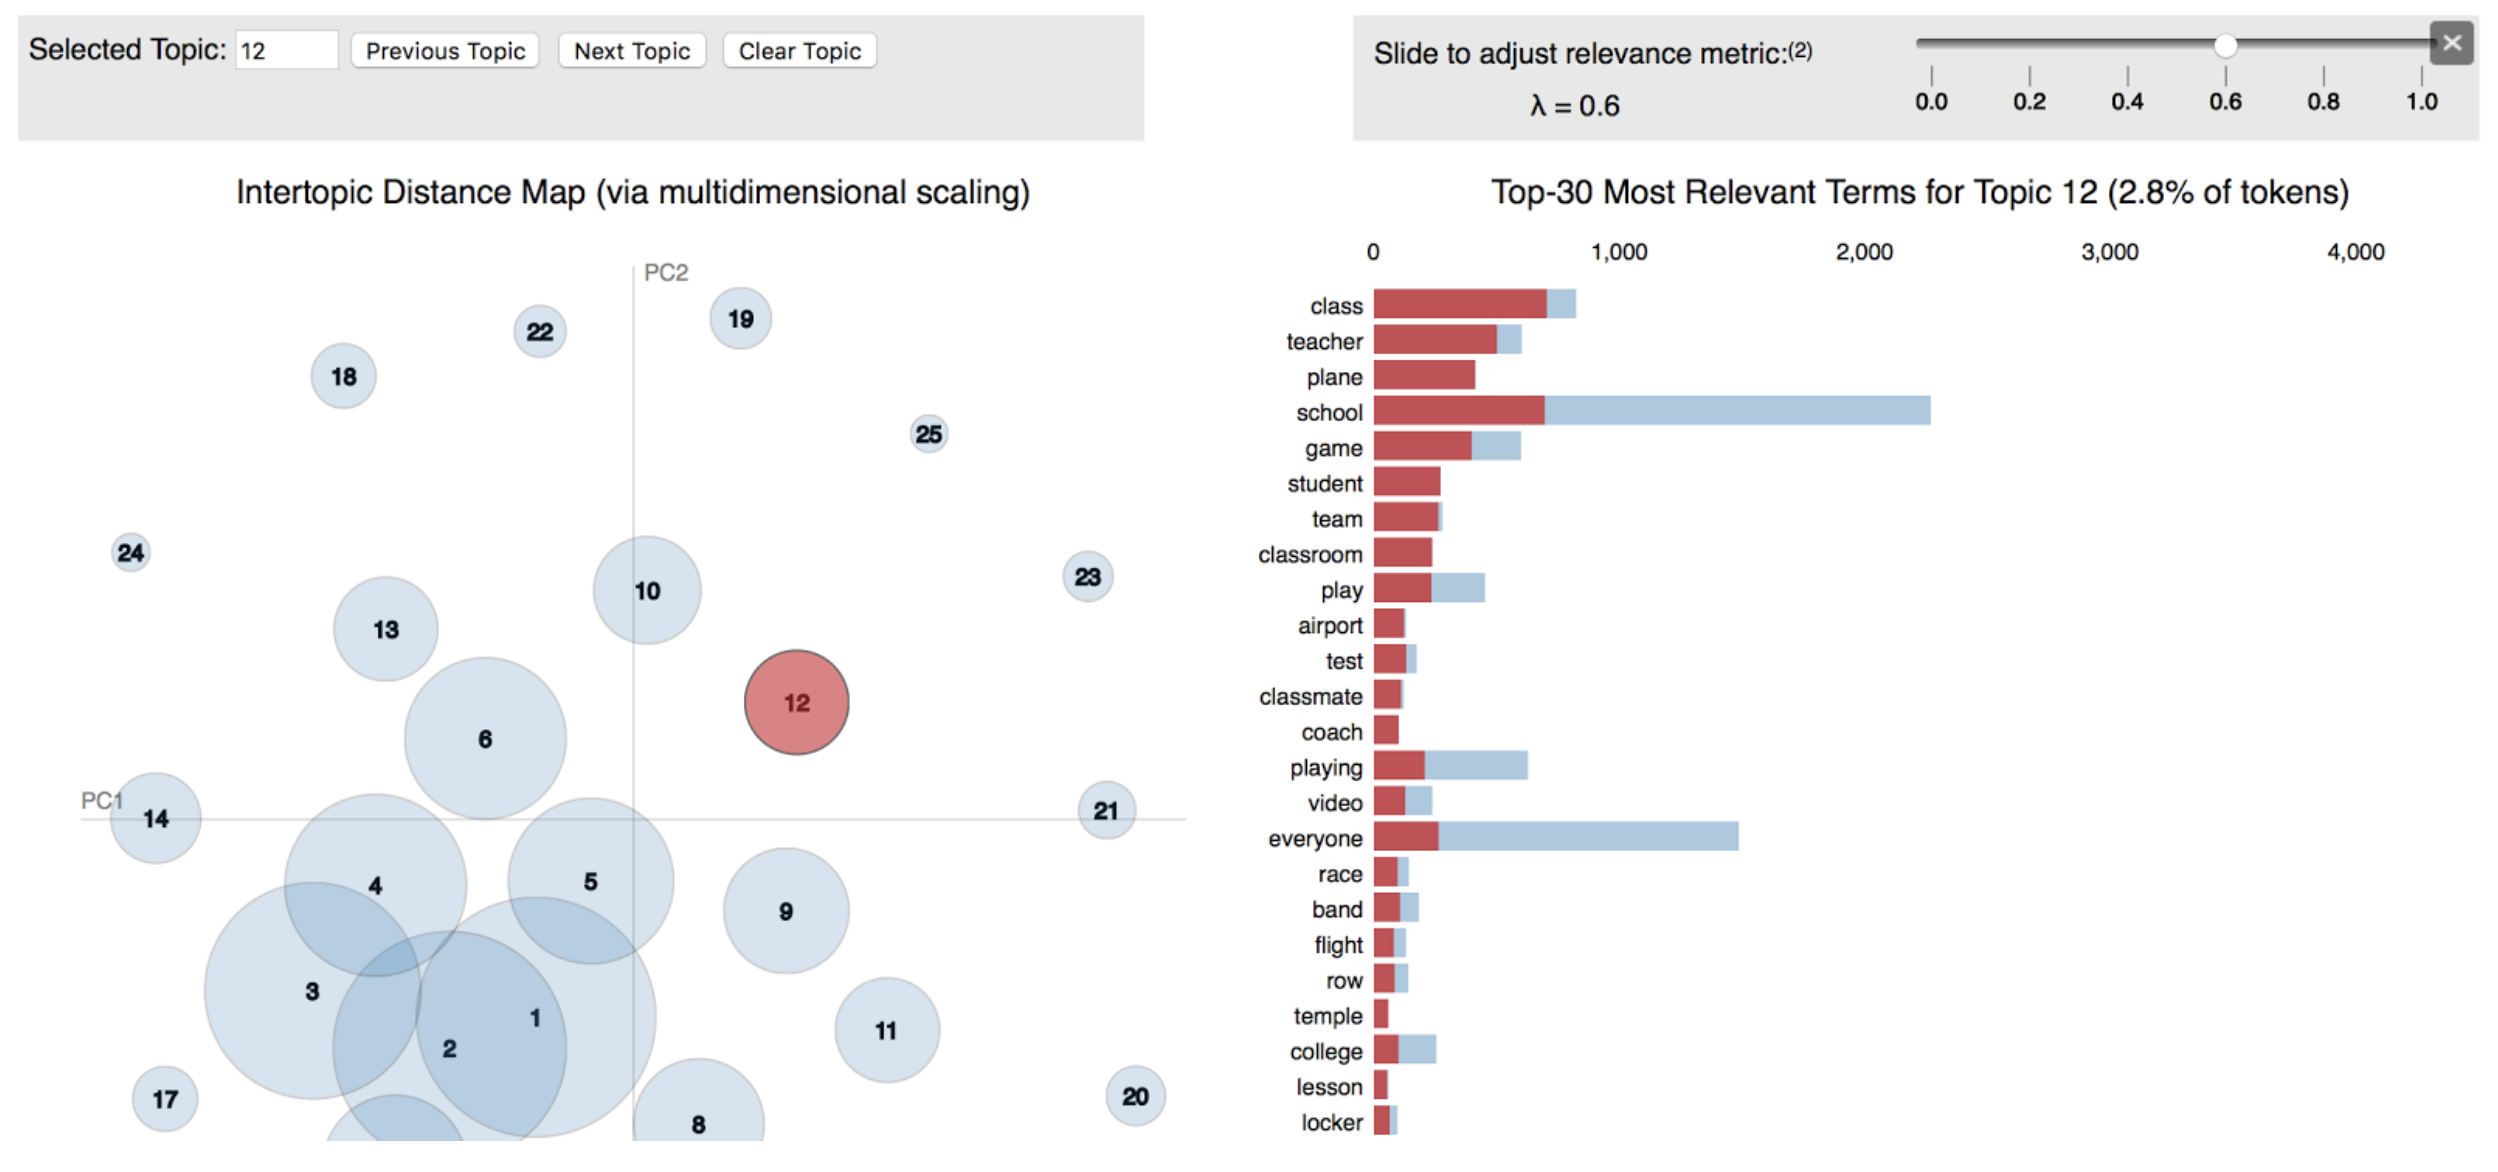 Selected Topic: 12 Previous Topic Next Topic Clear Topic
Slide to adjust relevance metric:(2)
λ = 0.6
0.0 0.2 0.4 0.6 0.8 1.0
Intertopic Distance Map (via multidimensional scaling)
PC2
19
22
18
25
24
23
10
13
12
6
PC1
14
21
4
5
9
3
1
11
2
17
20
8
Top-30 Most Relevant Terms for Topic 12 (2.8% of tokens)
0 1,000 2,000 3,000 4,000
class
teacher
plane
school
game
student
team
classroom
play
airport
test
classmate
coach
playing
video
everyone
race
band
flight
row
temple
college
lesson
locker